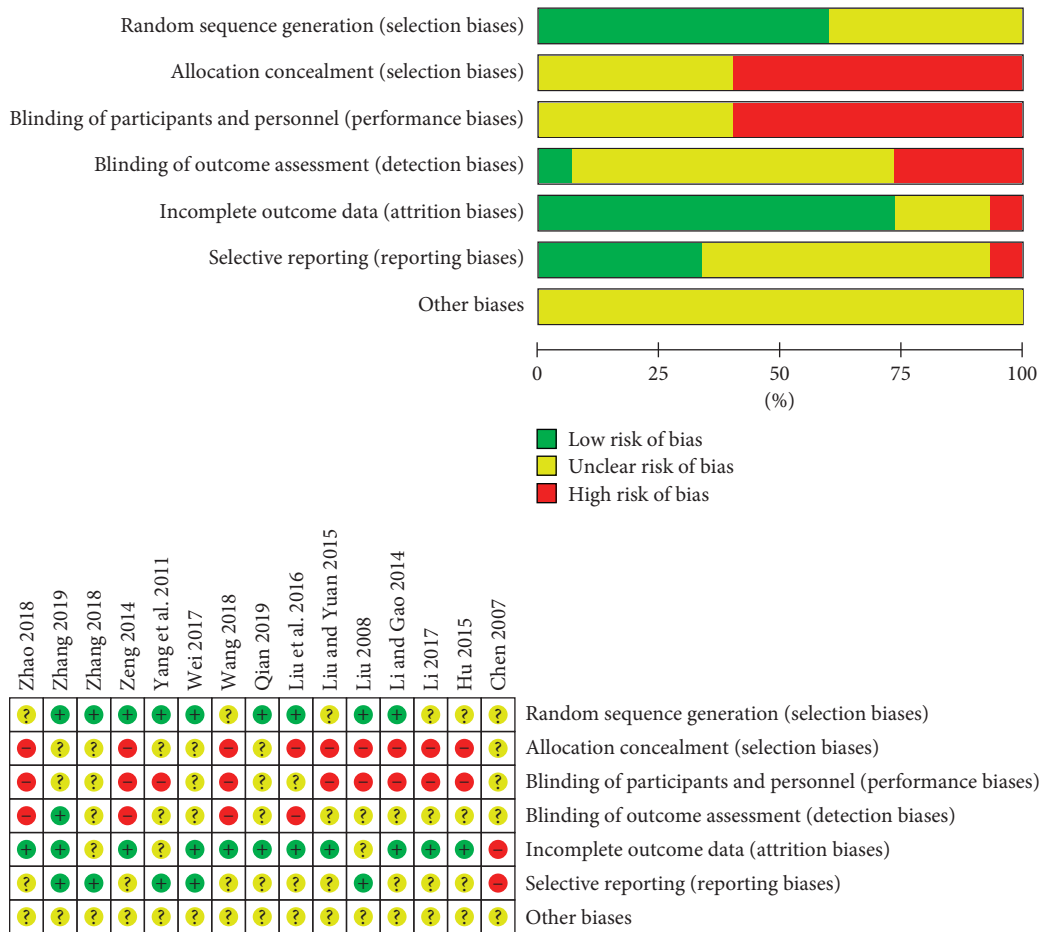 Random sequence generation (selection biases)
Allocation concealment (selection biases)
Blinding of participants and personnel (performance biases)
Blinding of outcome assessment (detection biases)
Incomplete outcome data (attrition biases)
Selective reporting (reporting biases)
Other biases
0 25 50 75 100
(%)
Low risk of bias
Unclear risk of bias
High risk of bias
Zhao 2018
Zhang 2019
Zhang 2018
Zeng 2014
Yang et al. 2011
Wei 2017
Wang 2018
Qian 2019
Liu et al. 2016
Liu and Yuan 2015
Liu 2008
Li and Gao 2014
Li 2017
Hu 2015
Chen 2007
? + + + + + ? + + ? + + ? ? ? Random sequence generation (selection biases)
− ? ? − ? ? − ? − − − − − − ? Allocation concealment (selection biases)
− ? ? − − ? − ? ? − − − − − ? Blinding of participants and personnel (performance biases)
− + ? − ? ? − ? − ? ? ? ? ? ? Blinding of outcome assessment (detection biases)
+ + ? + ? + + + + + ? + + + − Incomplete outcome data (attrition biases)
? + + ? + + ? ? ? ? + ? ? ? − Selective reporting (reporting biases)
? ? ? ? ? ? ? ? ? ? ? ? ? ? ? Other biases